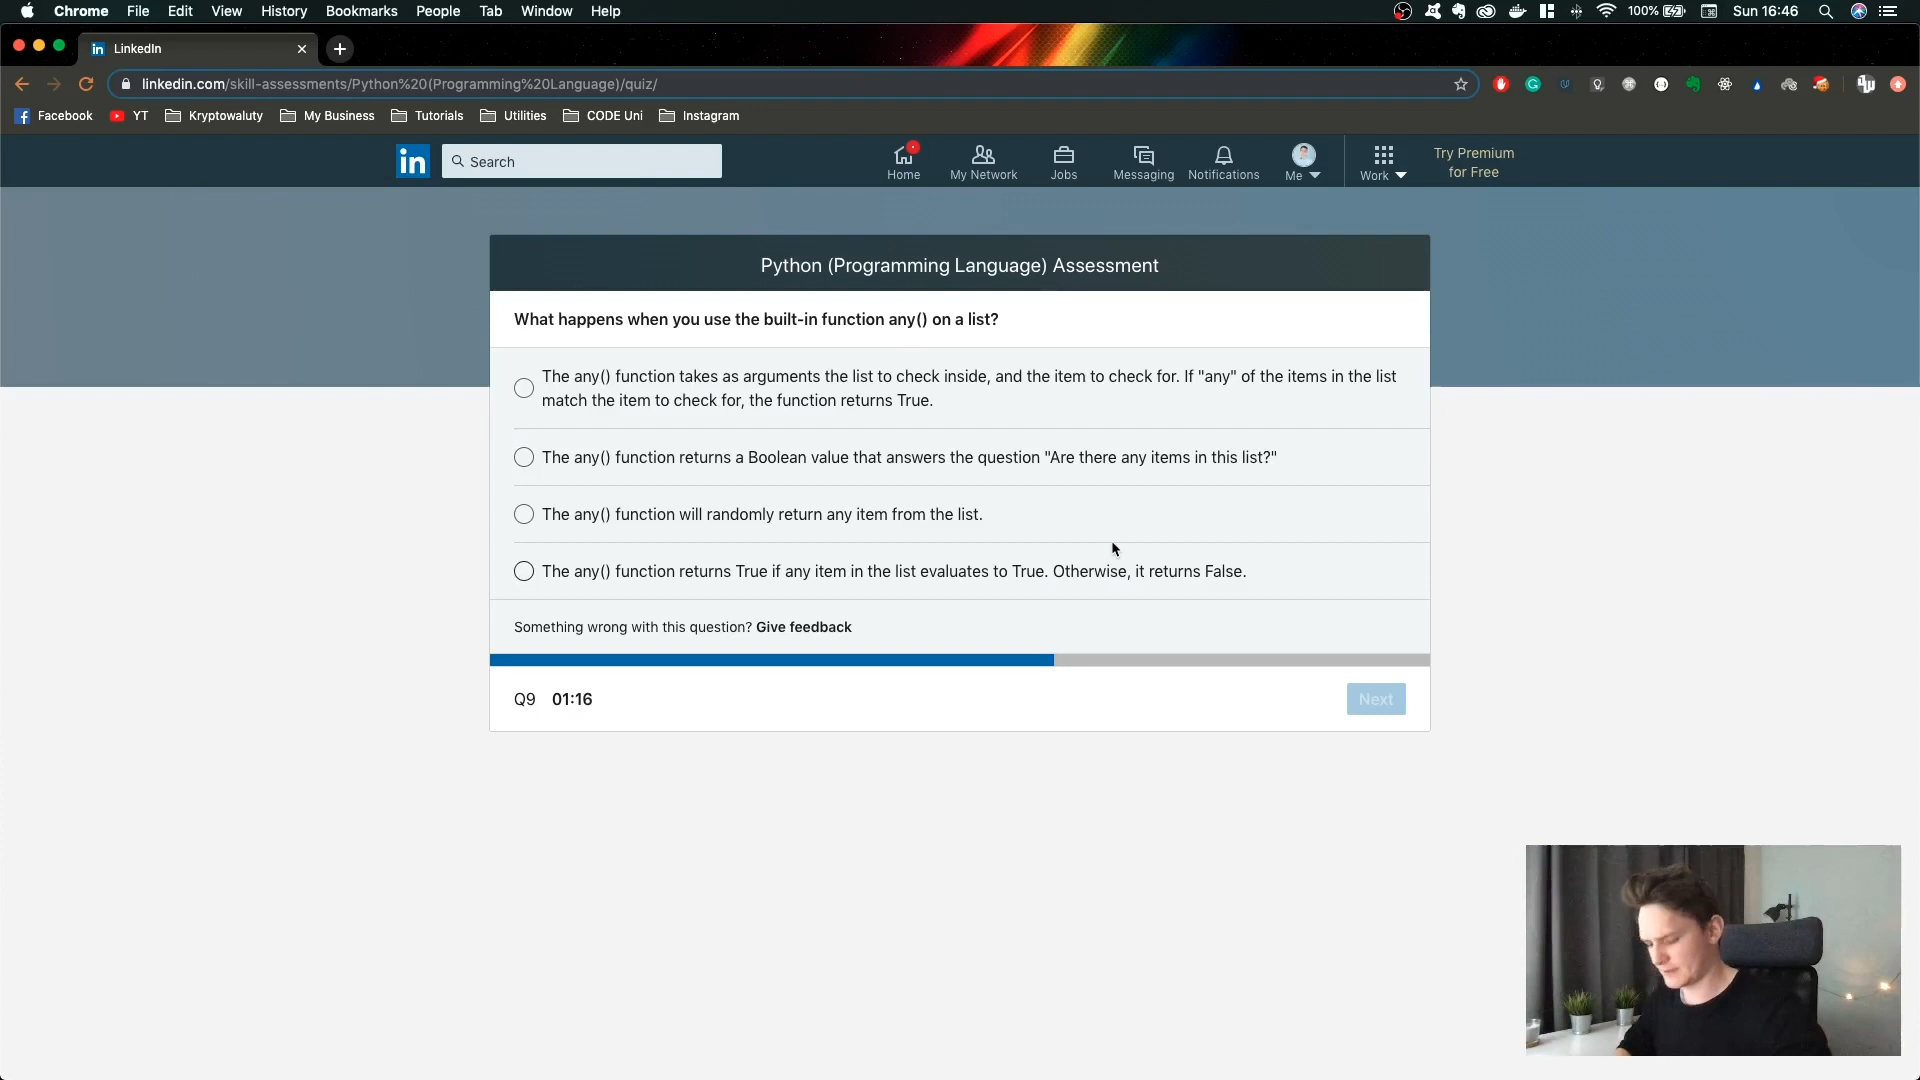 Chrome File Edit View History Bookmarks People Tab Window Help 100% Sun 16:46
LinkedIn
linkedin.com/skill-assessments/Python%20(Programming%20Language)/quiz/
Facebook YT Kryptowaluty My Business Tutorials Utilities CODE Uni Instagram
in Search Home My Network Jobs Messaging Notifications Me Work Try Premium
for Free
Python (Programming Language) Assessment
What happens when you use the built-in function any() on a list?
The any() function takes as arguments the list to check inside, and the item to check for. If "any" of the items in the list
match the item to check for, the function returns True.
The any() function returns a Boolean value that answers the question "Are there any items in this list?"
The any() function will randomly return any item from the list.
The any() function returns True if any item in the list evaluates to True. Otherwise, it returns False.
Something wrong with this question? Give feedback
Q9 01:16 Next